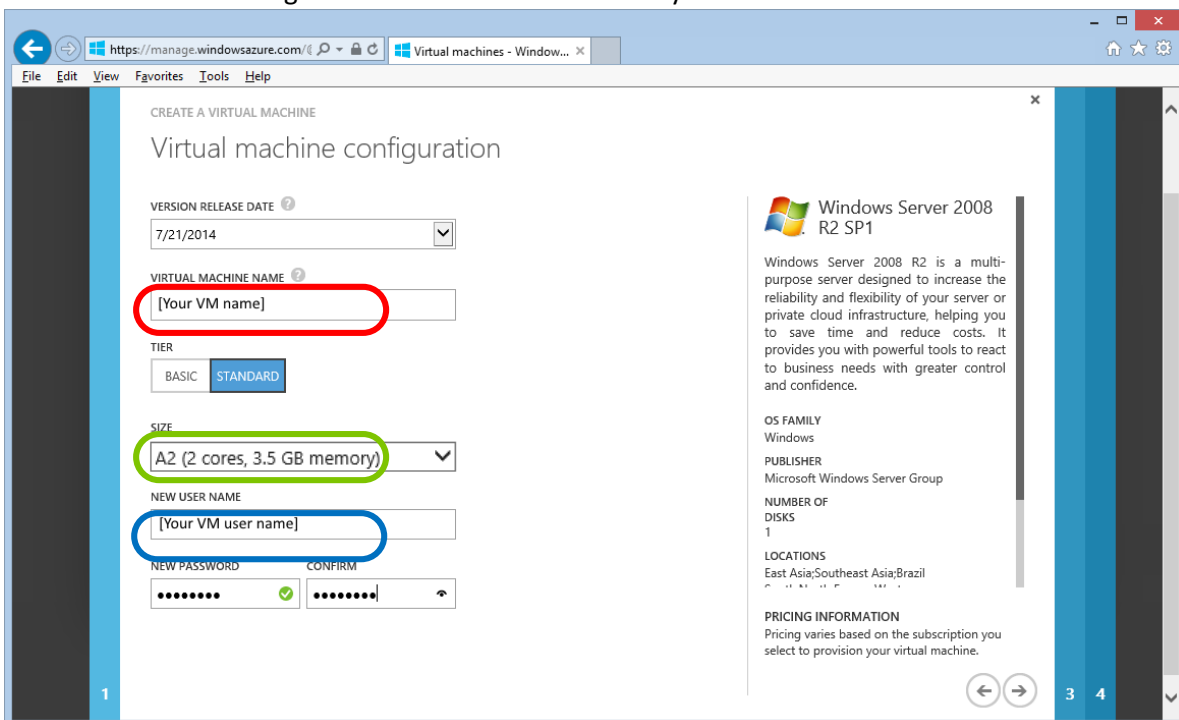 https://manage.windowsazure.com/ Virtual machines - Window...
File Edit View Favorites Tools Help
CREATE A VIRTUAL MACHINE
Virtual machine configuration
VERSION RELEASE DATE
7/21/2014
VIRTUAL MACHINE NAME
[Your VM name]
TIER
BASIC STANDARD
SIZE
A2 (2 cores, 3.5 GB memory)
NEW USER NAME
[Your VM user name]
NEW PASSWORD CONFIRM
Windows Server 2008
R2 SP1
Windows Server 2008 R2 is a multi-
purpose server designed to increase the
reliability and flexibility of your server or
private cloud infrastructure, helping you
to save time and reduce costs. It
provides you with powerful tools to react
to business needs with greater control
and confidence.
OS FAMILY
Windows
PUBLISHER
Microsoft Windows Server Group
NUMBER OF
DISKS
1
LOCATIONS
East Asia;Southeast Asia;Brazil
PRICING INFORMATION
Pricing varies based on the subscription you
select to provision your virtual machine.
1 3 4